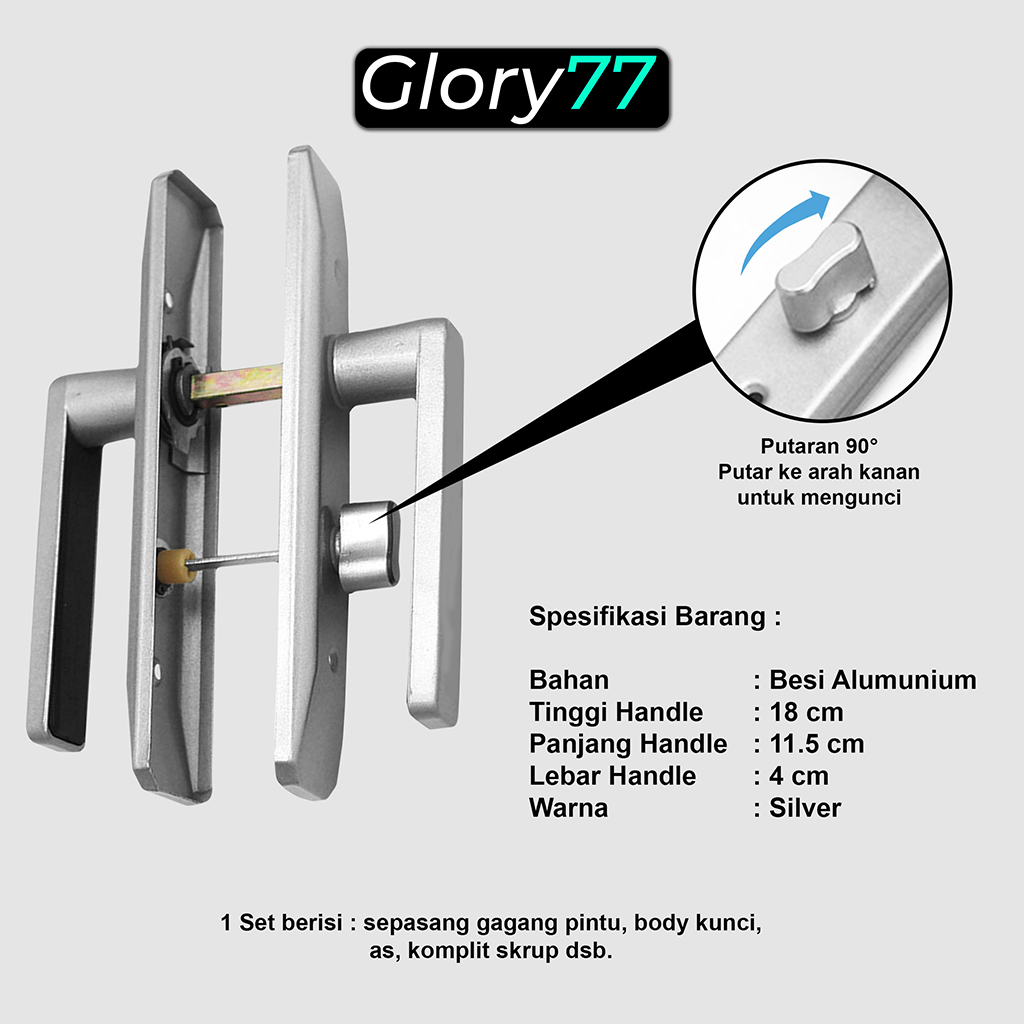 Glory77
Putaran 90°
Putar ke arah kanan
untuk mengunci
Spesifikasi Barang :
Bahan : Besi Alumunium
Tinggi Handle : 18 cm
Panjang Handle : 11.5 cm
Lebar Handle : 4 cm
Warna : Silver
1 Set berisi : sepasang gagang pintu, body kunci,
as, komplit skrup dsb.